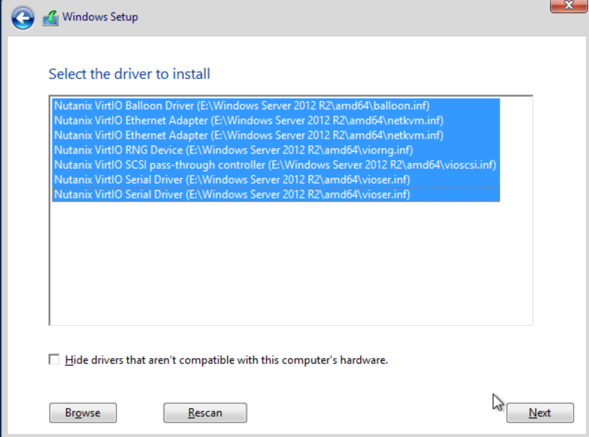 Windows Setup
Select the driver to install
Nutanix VirtIO Balloon Driver (E:\Windows Server 2012 R2\amd64\balloon.inf)
Nutanix VirtIO Ethernet Adapter (E:\Windows Server 2012 R2\amd64\netkvm.inf)
Nutanix VirtIO Ethernet Adapter (E:\Windows Server 2012 R2\amd64\netkvm.inf)
Nutanix VirtIO RNG Device (E:\Windows Server 2012 R2\amd64\viorng.inf)
Nutanix VirtIO SCSI pass-through controller (E:\Windows Server 2012 R2\amd64\vioscsi.inf)
Nutanix VirtIO Serial Driver (E:\Windows Server 2012 R2\amd64\vioser.inf)
Nutanix VirtIO Serial Driver (E:\Windows Server 2012 R2\amd64\vioser.inf)
Hide drivers that aren't compatible with this computer's hardware.
Browse Rescan Next